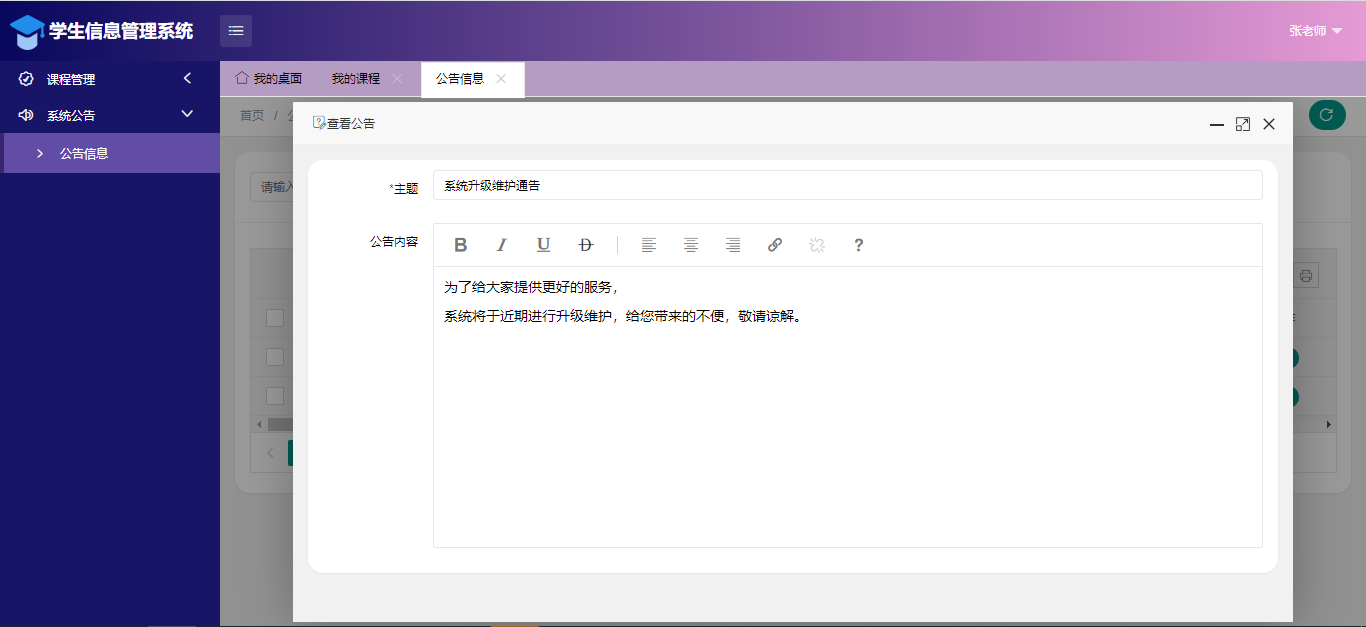 学生信息管理系统
张老师
课程管理
系统公告
公告信息
我的桌面
我的课程
公告信息
首页 /
查看公告
请输入
*主题
系统升级维护通告
公告内容
B I U D ?
为了给大家提供更好的服务，
系统将于近期进行升级维护，给您带来的不便，敬请谅解。